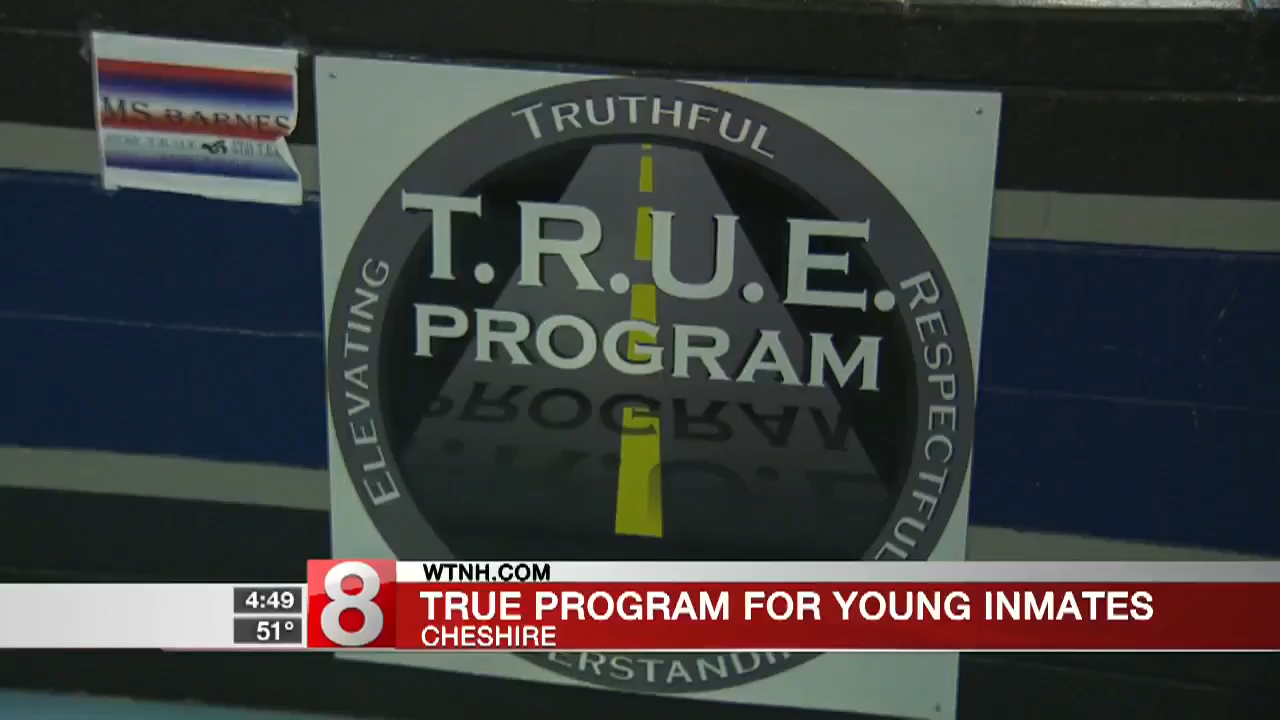 MS BARNES
TRUTHFUL
T.R.U.E.
PROGRAM
ELEVATING
RESPECTFUL
WTNH.COM
4:49
8
TRUE PROGRAM FOR YOUNG INMATES
51°
CHESHIRE